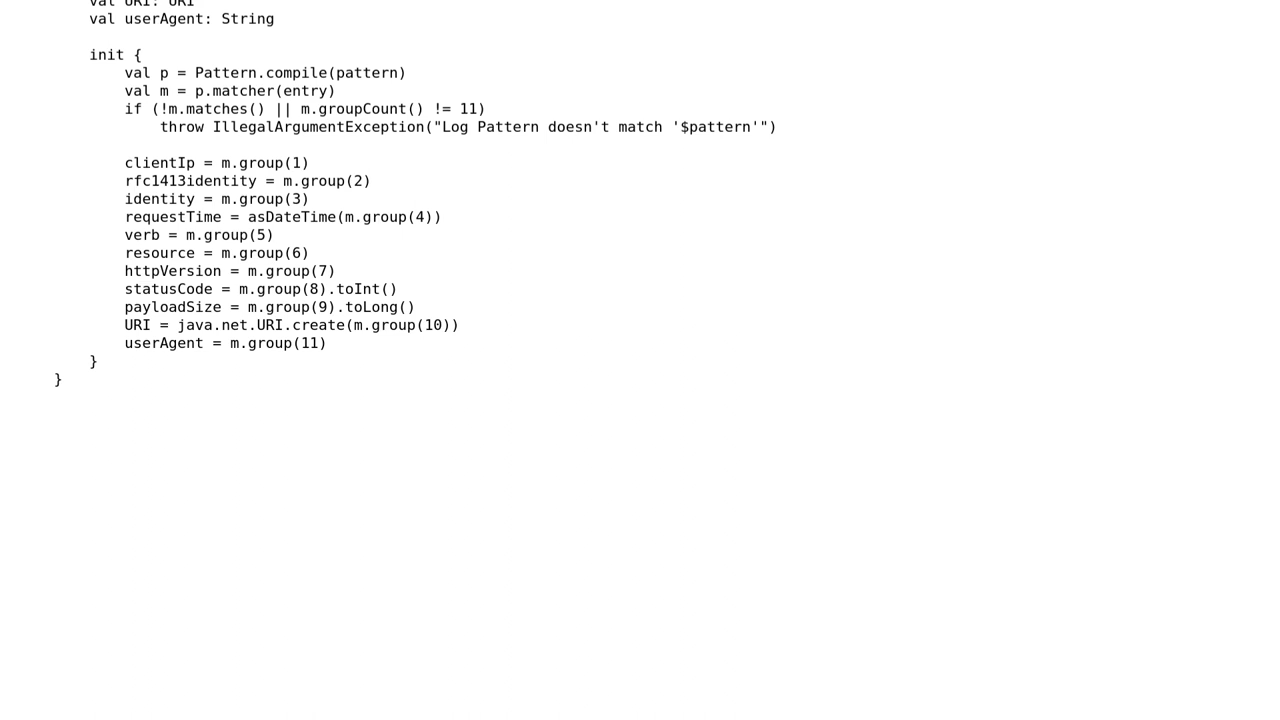 val URI: URI
val userAgent: String
init {
val p = Pattern.compile(pattern)
val m = p.matcher(entry)
if (!m.matches() || m.groupCount() != 11)
throw IllegalArgumentException("Log Pattern doesn't match '$pattern'")
clientIp = m.group(1)
rfc1413identity = m.group(2)
identity = m.group(3)
requestTime = asDateTime(m.group(4))
verb = m.group(5)
resource = m.group(6)
httpVersion = m.group(7)
statusCode = m.group(8).toInt()
payloadSize = m.group(9).toLong()
URI = java.net.URI.create(m.group(10))
userAgent = m.group(11)
}
}